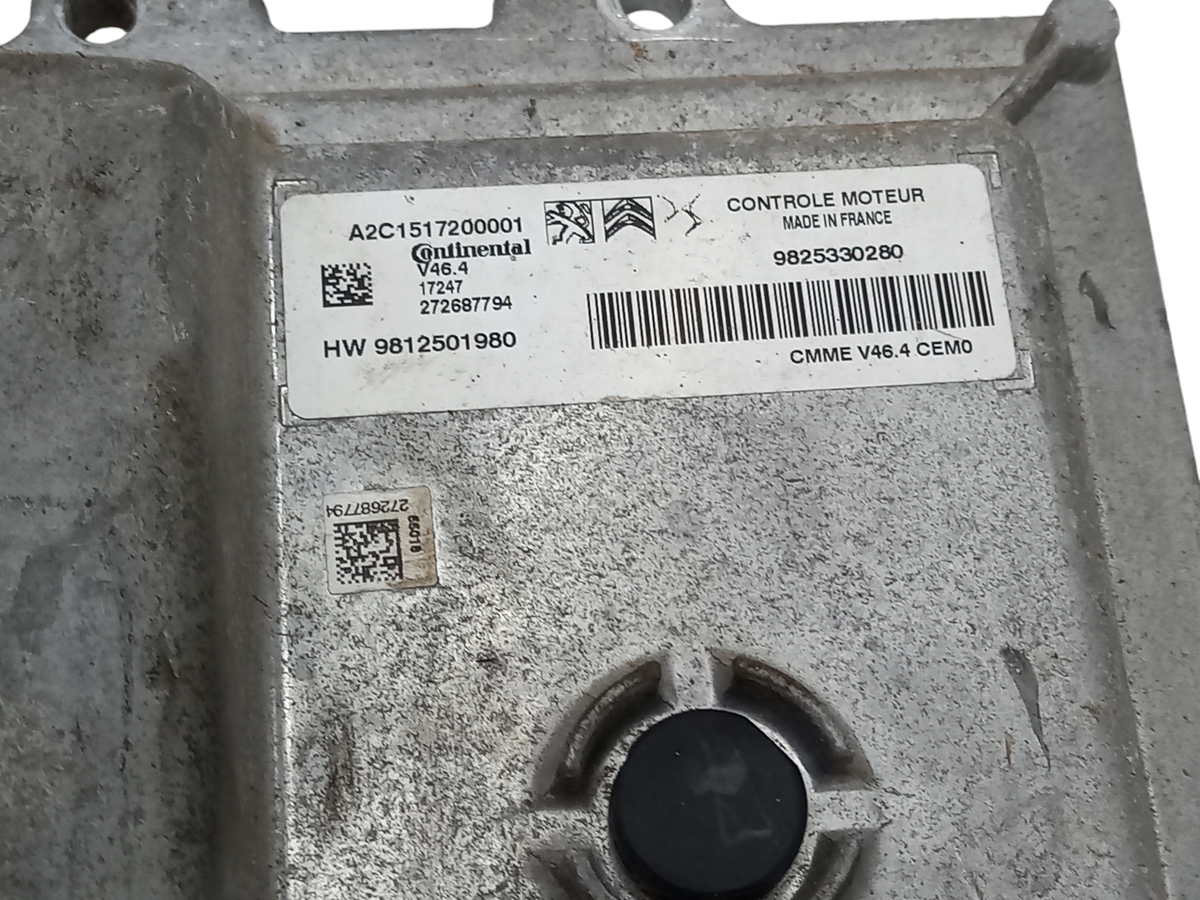 A2C1517200001
Continental
V46.4
17247
272687794
HW 9812501980
CONTROLE MOTEUR
MADE IN FRANCE
9825330280
CMME V46.4 CEM0
272687794
55018